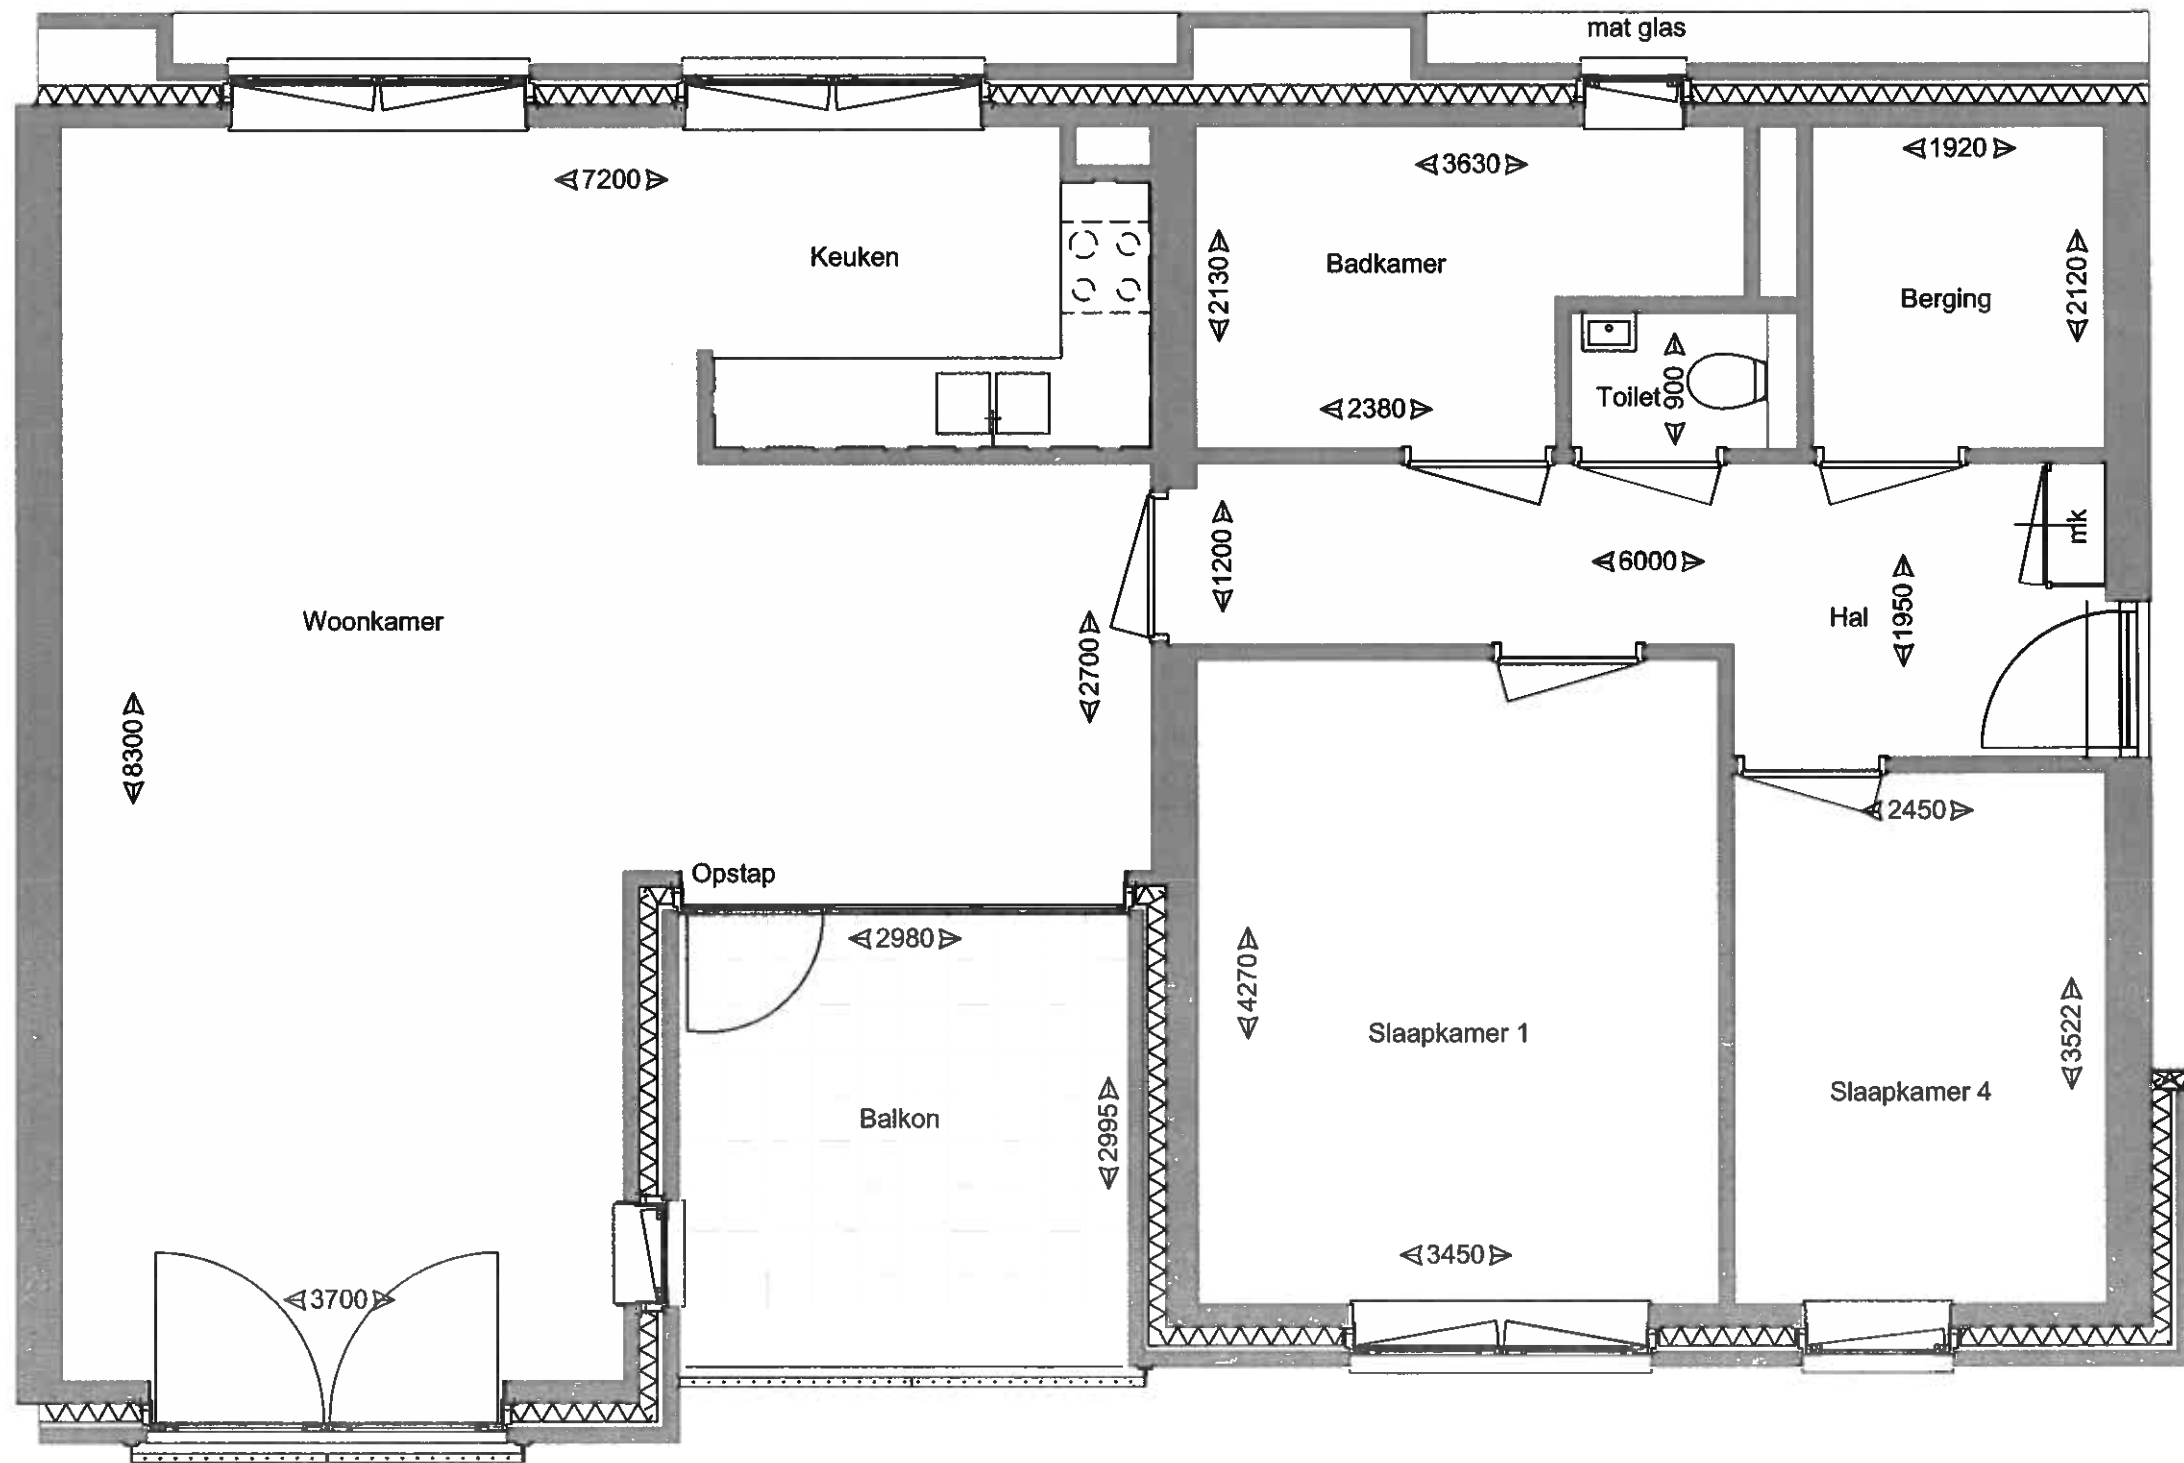 mat glas
7200
3630
1920
Keuken
Badkamer
2130
2120
Berging
Toilet
900
2380
mk
1200
6000
1950
Hal
Woonkamer
2700
8300
2450
Opstap
2980
4270
Slaapkamer 1
3522
Slaapkamer 4
Balkon
2995
3450
3700